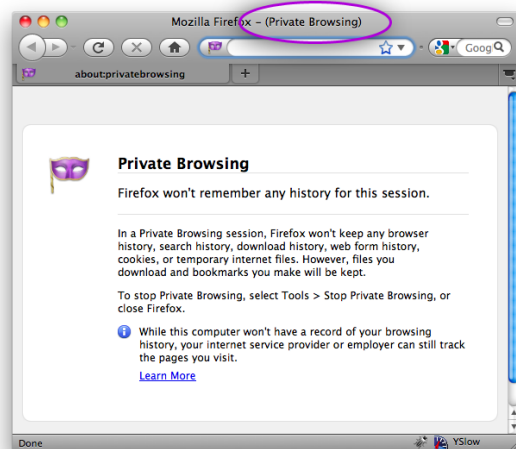 Mozilla Firefox – (Private Browsing)
Goog
about:privatebrowsing
Private Browsing
Firefox won't remember any history for this session.
In a Private Browsing session, Firefox won't keep any browser
history, search history, download history, web form history,
cookies, or temporary internet files. However, files you
download and bookmarks you make will be kept.
To stop Private Browsing, select Tools > Stop Private Browsing, or
close Firefox.
While this computer won't have a record of your browsing
history, your internet service provider or employer can still track
the pages you visit.
Learn More
Done
YSlow